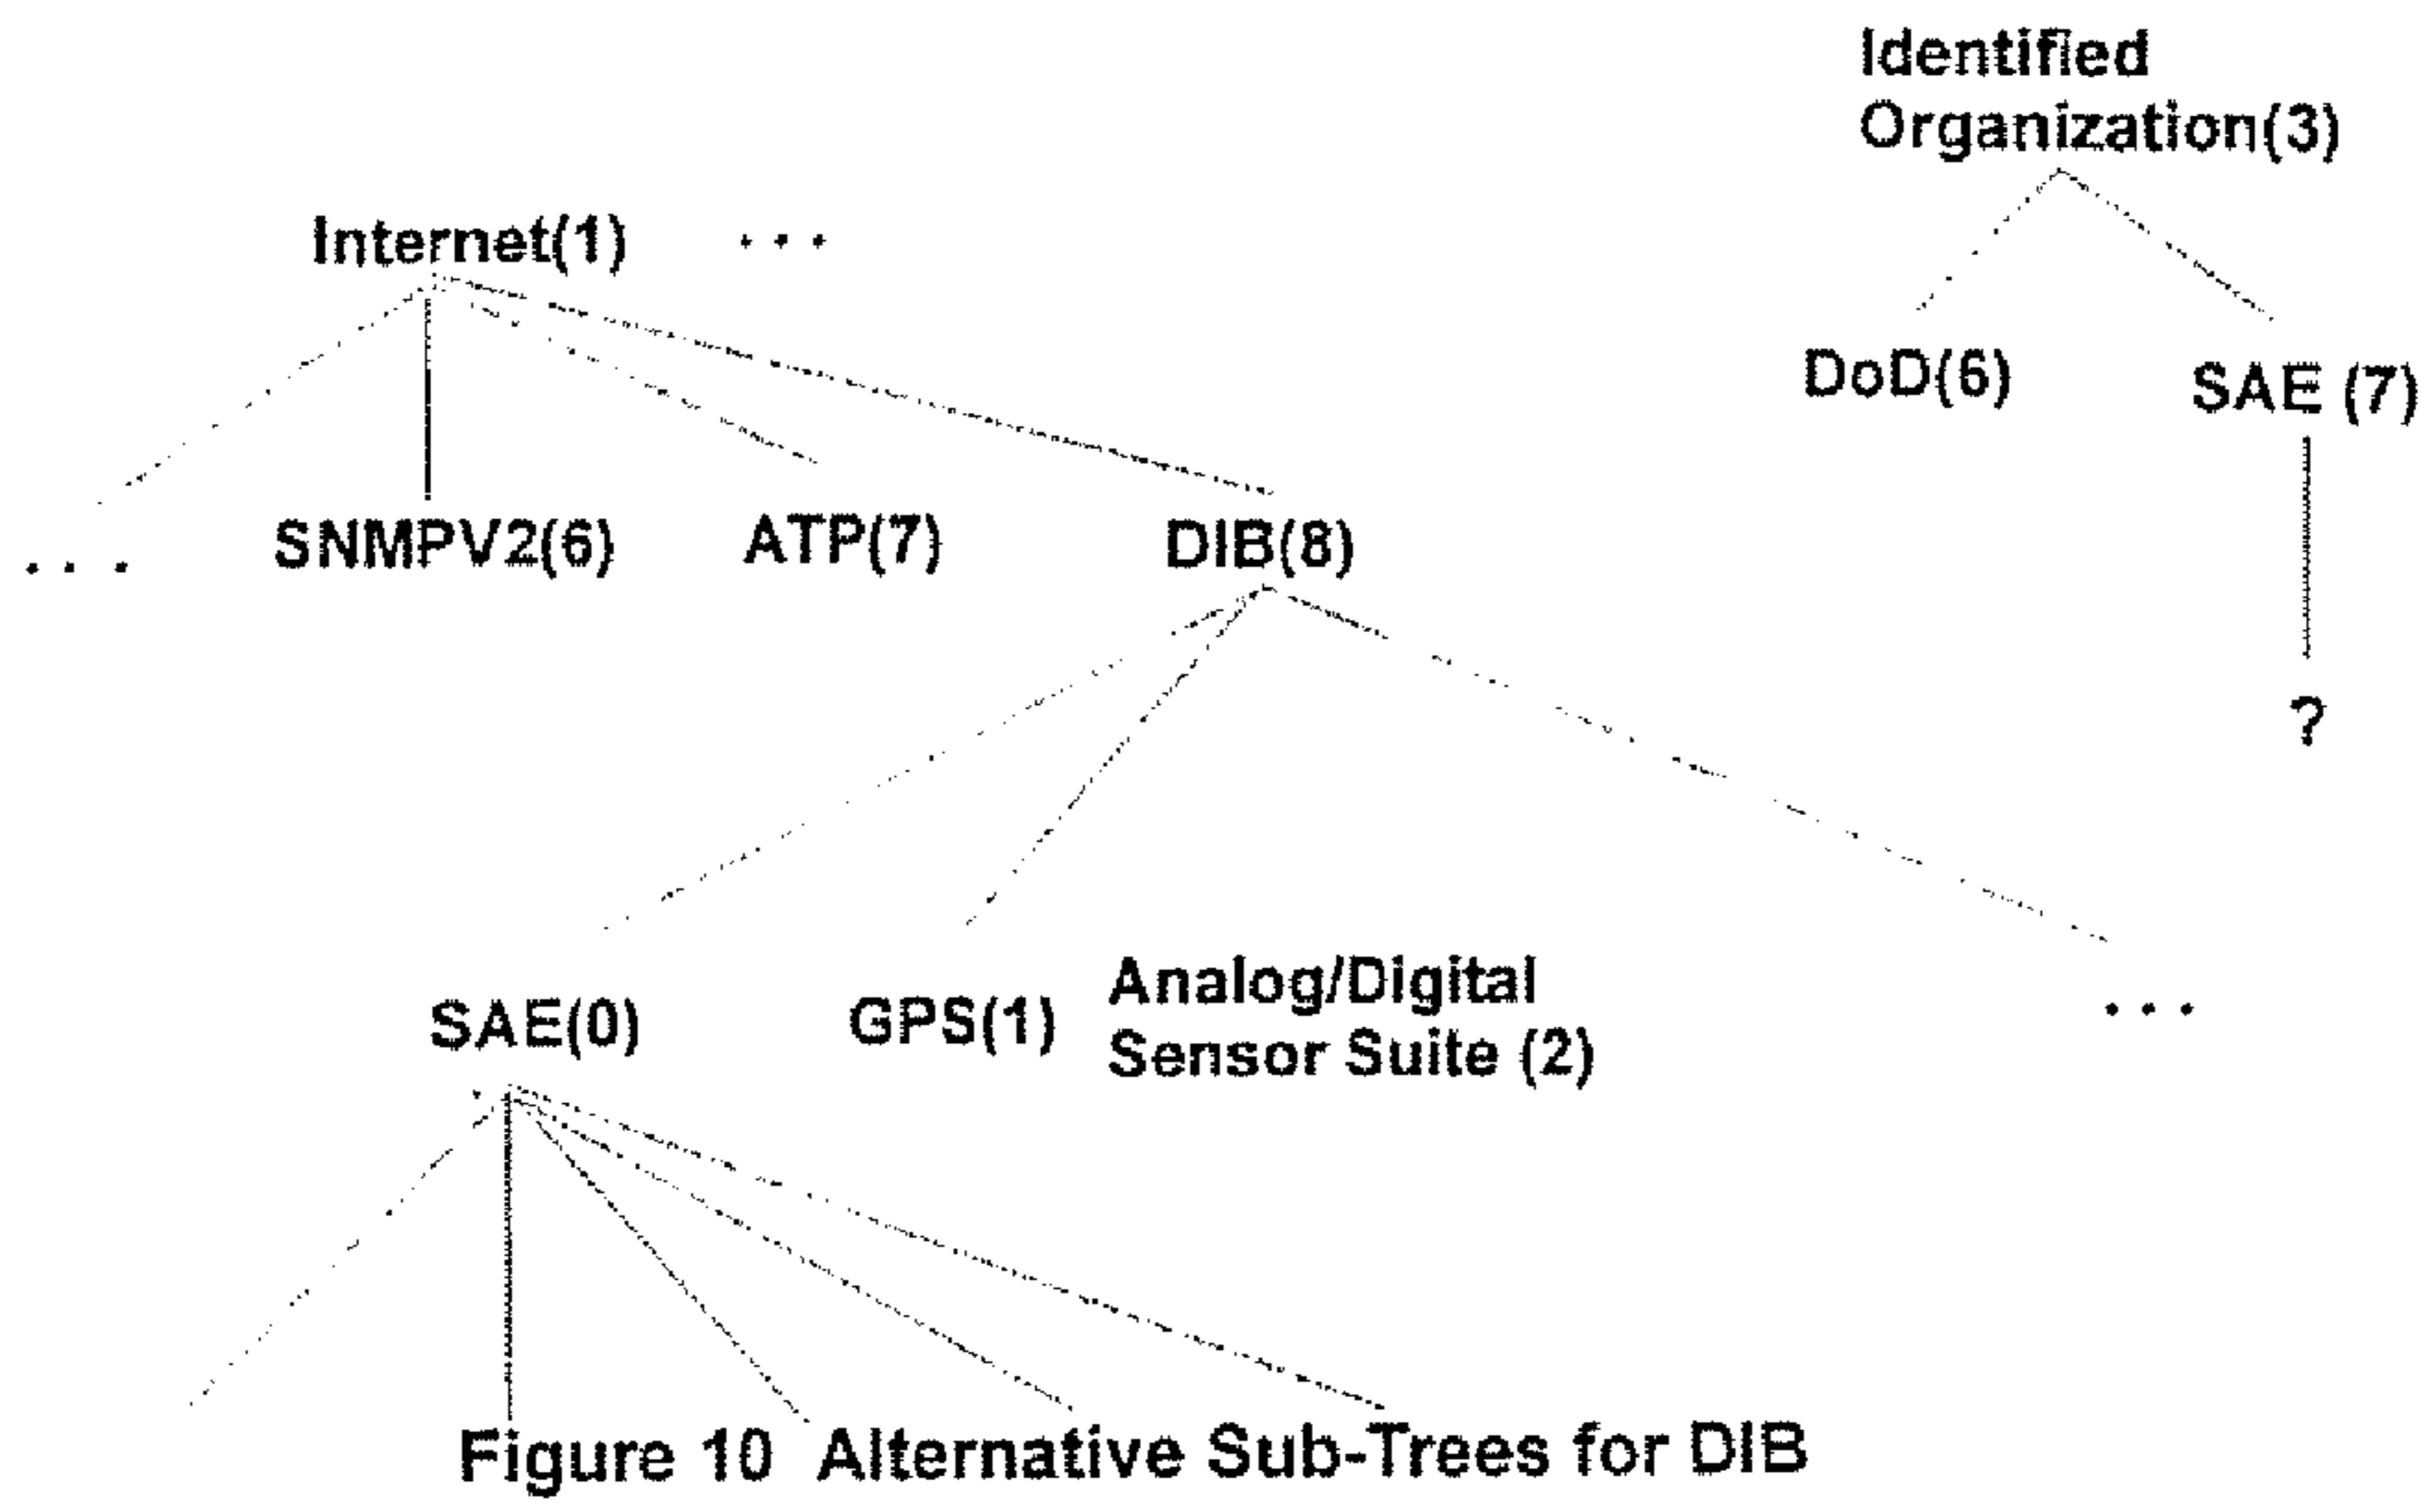 Identified
Organization(3)
Internet(1) ...
DoD(6) SAE (7)
... SNMPV2(6) ATP(7) DIB(8)
?
SAE(0) GPS(1) Analog/Digital
Sensor Suite (2) ...
Figure 10 Alternative Sub-Trees for DIB